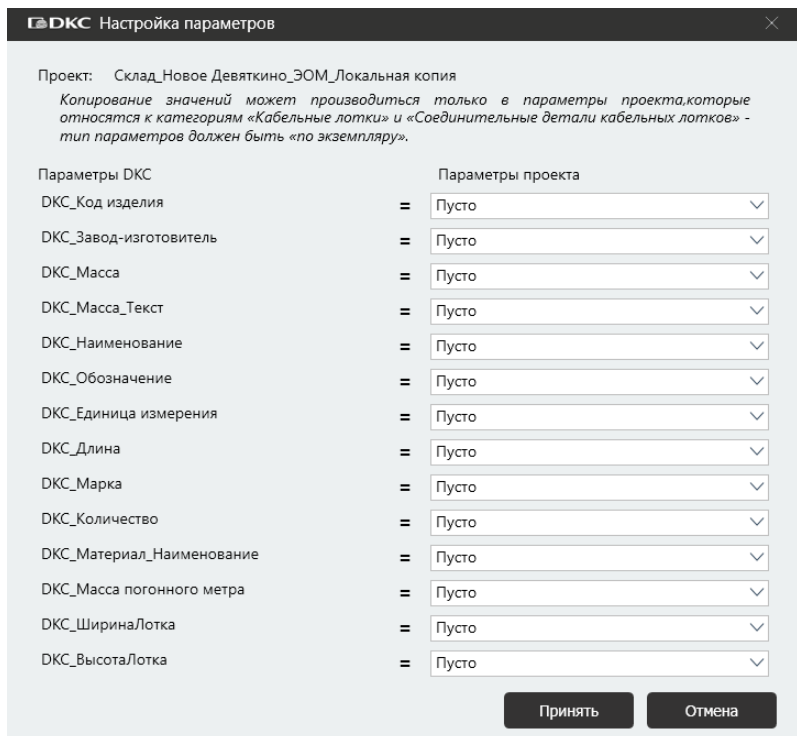 DKC Настройка параметров
Проект: Склад_Новое Девяткино_ЭОМ_Локальная копия
Копирование значений может производиться только в параметры проекта,которые
относятся к категориям «Кабельные лотки» и «Соединительные детали кабельных лотков» -
тип параметров должен быть «по экземпляру».
Параметры DKC Параметры проекта
DKC_Код изделия = Пусто
DKC_Завод-изготовитель = Пусто
DKC_Масса = Пусто
DKC_Масса_Текст = Пусто
DKC_Наименование = Пусто
DKC_Обозначение = Пусто
DKC_Единица измерения = Пусто
DKC_Длина = Пусто
DKC_Марка = Пусто
DKC_Количество = Пусто
DKC_Материал_Наименование = Пусто
DKC_Масса погонного метра = Пусто
DKC_ШиринаЛотка = Пусто
DKC_ВысотаЛотка = Пусто
Принять Отмена